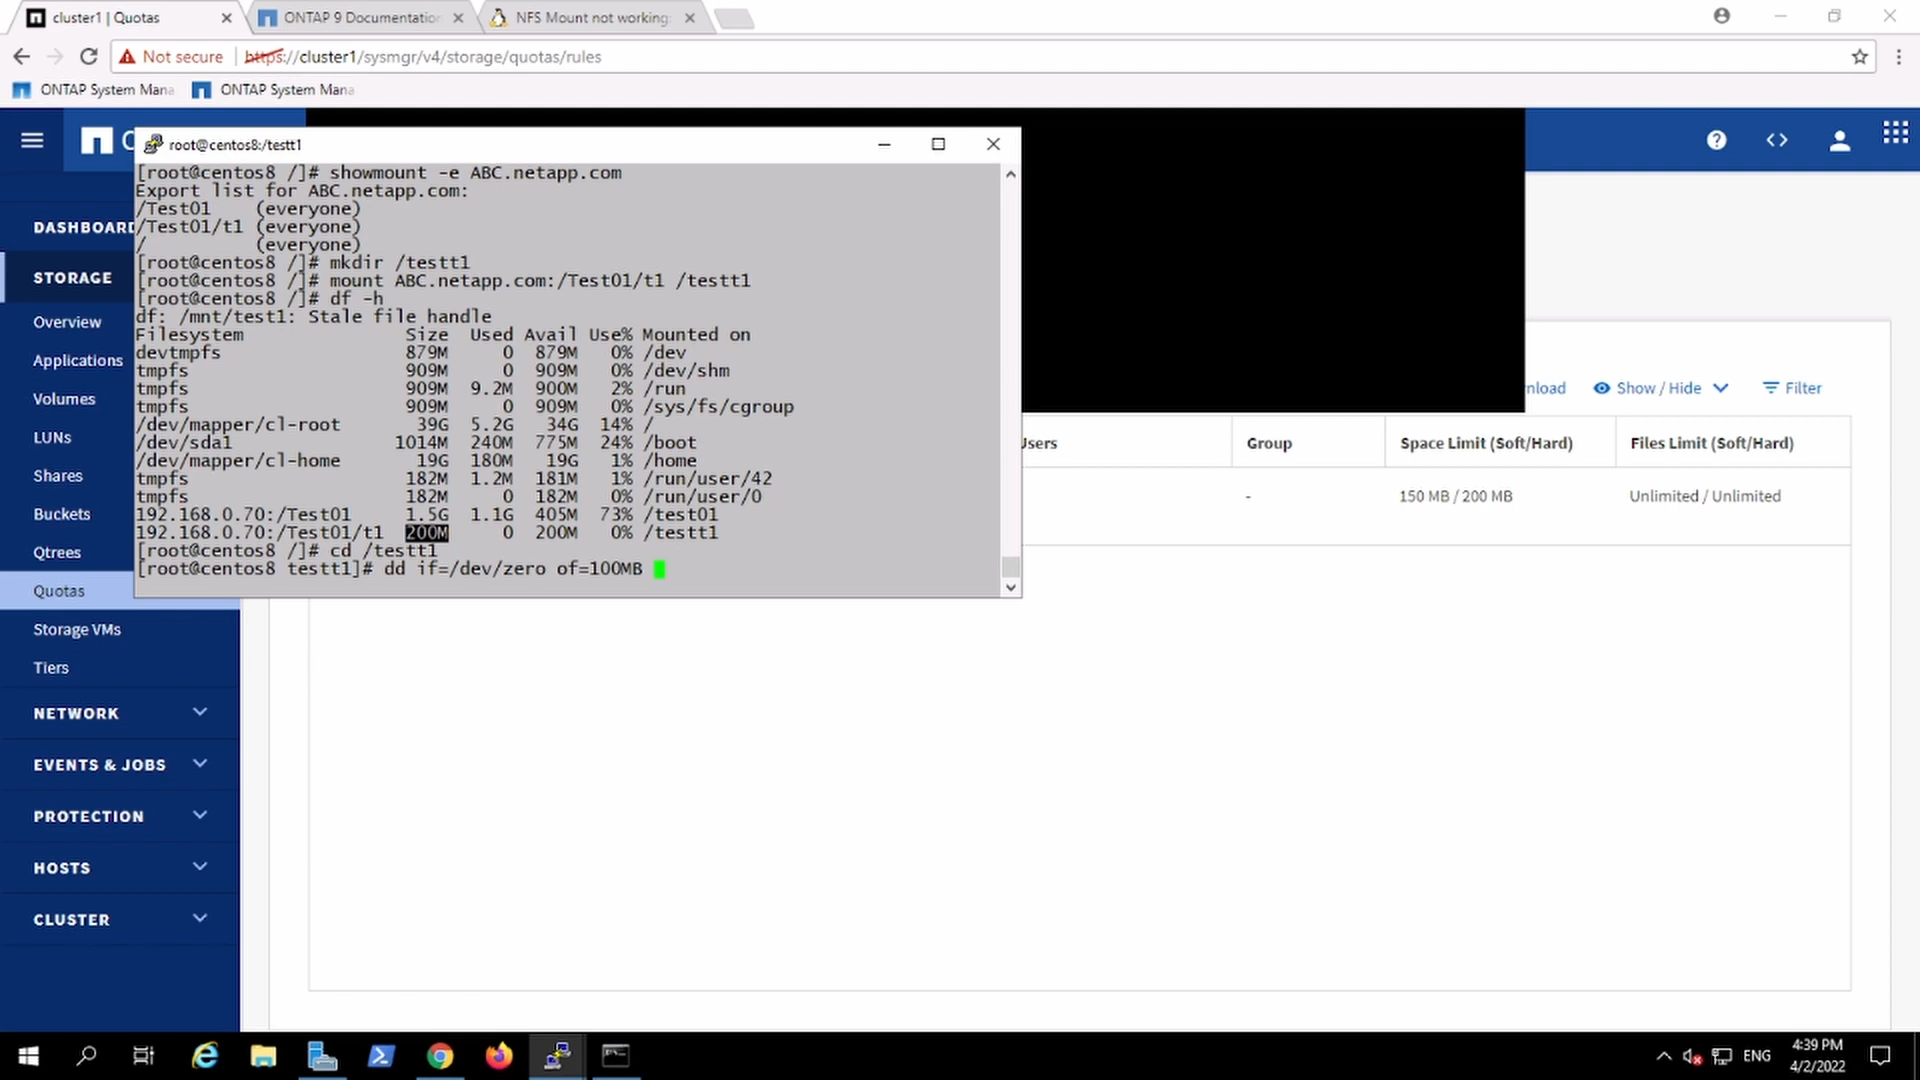 cluster1 | Quotas
ONTAP 9 Documentation
NFS Mount not working
Not secure
https://cluster1/sysmgr/v4/storage/quotas/rules
ONTAP System Mana
ONTAP System Mana
root@centos8:/testt1
[root@centos8 /]# showmount -e ABC.netapp.com
Export list for ABC.netapp.com:
/Test01    (everyone)
/Test01/t1 (everyone)
/          (everyone)
[root@centos8 /]# mkdir /testt1
[root@centos8 /]# mount ABC.netapp.com:/Test01/t1 /testt1
[root@centos8 /]# df -h
df: /mnt/test1: Stale file handle
Filesystem               Size  Used Avail Use% Mounted on
devtmpfs                 879M     0  879M   0% /dev
tmpfs                    909M     0  909M   0% /dev/shm
tmpfs                    909M  9.2M  900M   2% /run
tmpfs                    909M     0  909M   0% /sys/fs/cgroup
/dev/mapper/cl-root       39G  5.2G   34G  14% /
/dev/sda1               1014M  240M  775M  24% /boot
/dev/mapper/cl-home       19G  180M   19G   1% /home
tmpfs                    182M  1.2M  181M   1% /run/user/42
tmpfs                    182M     0  182M   0% /run/user/0
192.168.0.70:/Test01     1.5G  1.1G  405M  73% /test01
192.168.0.70:/Test01/t1  200M     0  200M   0% /testt1
[root@centos8 /]# cd /testt1
[root@centos8 testt1]# dd if=/dev/zero of=100MB
DASHBOARD
STORAGE
Overview
Applications
Volumes
LUNs
Shares
Buckets
Qtrees
Quotas
Storage VMs
Tiers
NETWORK
EVENTS & JOBS
PROTECTION
HOSTS
CLUSTER
nload
Show / Hide
Filter
Users
Group
Space Limit (Soft/Hard)
Files Limit (Soft/Hard)
-
150 MB / 200 MB
Unlimited / Unlimited
ENG
4:39 PM
4/2/2022